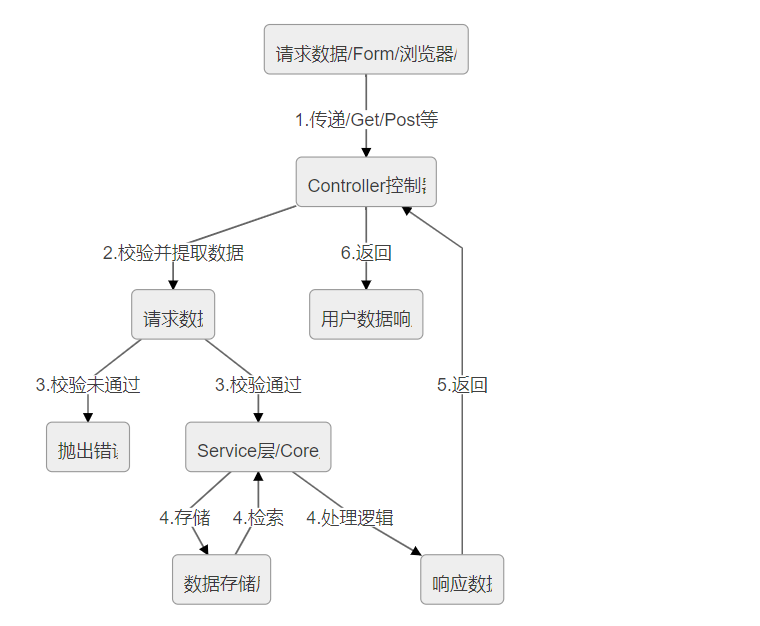 请求数据/Form/浏览器/
1.传递/Get/Post等
Controller控制器
2.校验并提取数据
6.返回
请求数据
用户数据响
3.校验未通过
3.校验通过
5.返回
抛出错误
Service层/Core
4.存储
4.检索
4.处理逻辑
数据存储
响应数据